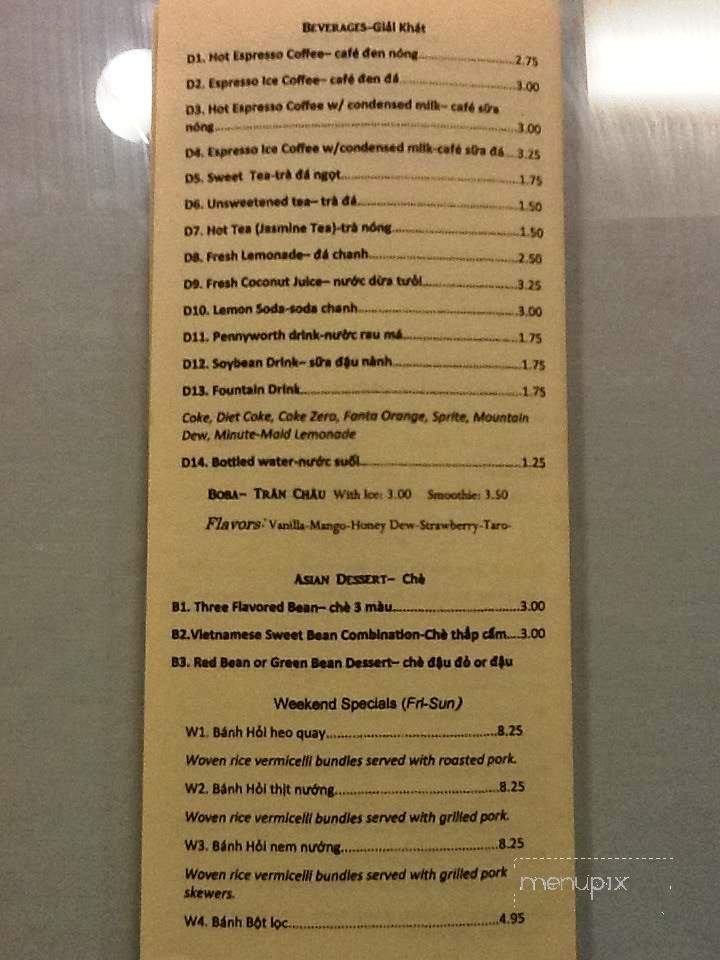 BEVERAGES–Giải Khát
D1. Hot Espresso Coffee– café đen nóng..........2.75
D2. Espresso Ice Coffee– café đen đá..........3.00
D3. Hot Espresso Coffee w/ condensed milk– café sữa
nóng..........3.00
D4. Espresso Ice Coffee w/condensed milk-café sữa đá...3.25
D5. Sweet Tea-trà đá ngọt..........1.75
D6. Unsweetened tea– trà đá..........1.50
D7. Hot Tea (Jasmine Tea)-trà nóng..........1.50
D8. Fresh Lemonade– đá chanh..........2.50
D9. Fresh Coconut Juice– nước dừa tười..........3.25
D10. Lemon Soda-soda chanh..........3.00
D11. Pennyworth drink-nước rau má..........1.75
D12. Soybean Drink– sữa đậu nành..........1.75
D13. Fountain Drink..........1.75
Coke, Diet Coke, Coke Zero, Fanta Orange, Sprite, Mountain
Dew, Minute-Maid Lemonade
D14. Bottled water-nước suối..........1.25
BOBA– TRÂN CHÂU With Ice: 3.00 Smoothie: 3.50
Flavors: Vanilla-Mango-Honey Dew-Strawberry-Taro-
ASIAN DESSERT– Chè
B1. Three Flavored Bean– chè 3 màu..........3.00
B2.Vietnamese Sweet Bean Combination-Chè thập cẩm...3.00
B3. Red Bean or Green Bean Dessert– chè đậu đỏ or đậu
Weekend Specials (Fri-Sun)
W1. Bánh Hỏi heo quay..........8.25
Woven rice vermicelli bundles served with roasted pork.
W2. Bánh Hỏi thịt nướng..........8.25
Woven rice vermicelli bundles served with grilled pork.
W3. Bánh Hỏi nem nướng..........8.25
Woven rice vermicelli bundles served with grilled pork
skewers.
W4. Bánh Bột lọc..........4.95
menupix